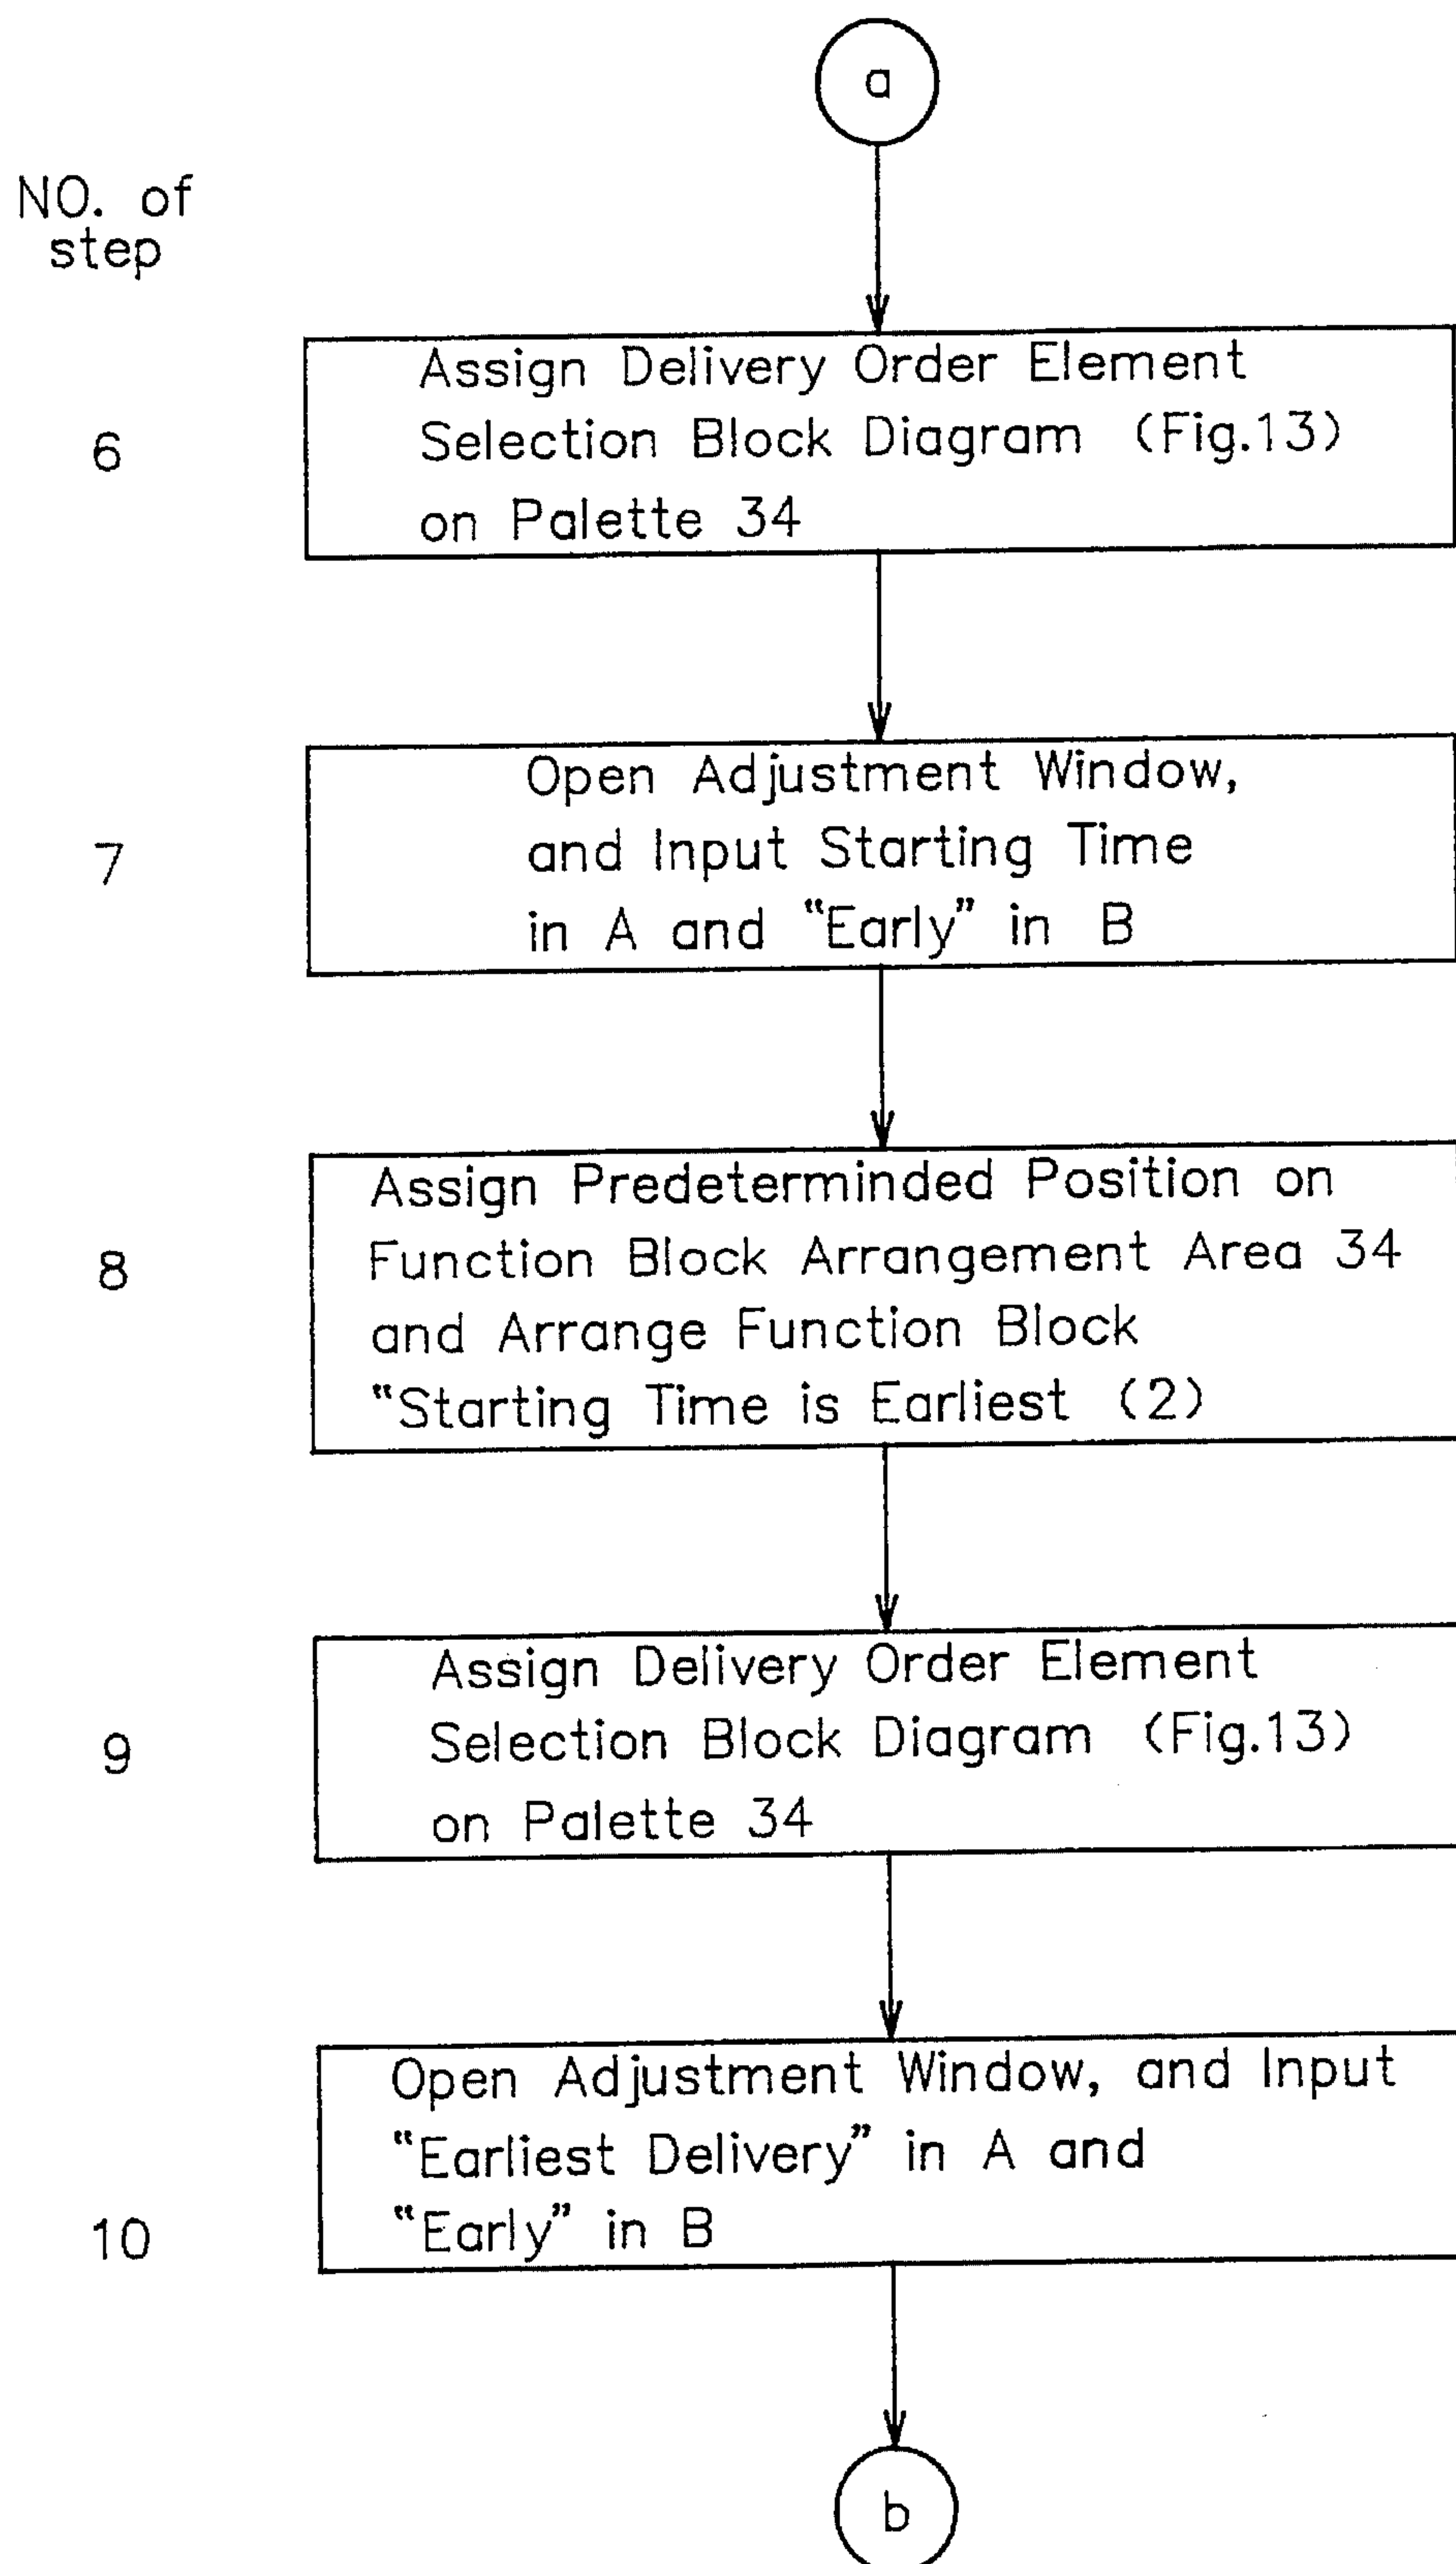 a
NO. of
step
6
Assign Delivery Order Element
Selection Block Diagram (Fig.13)
on Palette 34
7
Open Adjustment Window,
and Input Starting Time
in A and “Early” in B
8
Assign Predeterminded Position on
Function Block Arrangement Area 34
and Arrange Function Block
“Starting Time is Earliest (2)
9
Assign Delivery Order Element
Selection Block Diagram (Fig.13)
on Palette 34
10
Open Adjustment Window, and Input
“Earliest Delivery” in A and
“Early” in B
b